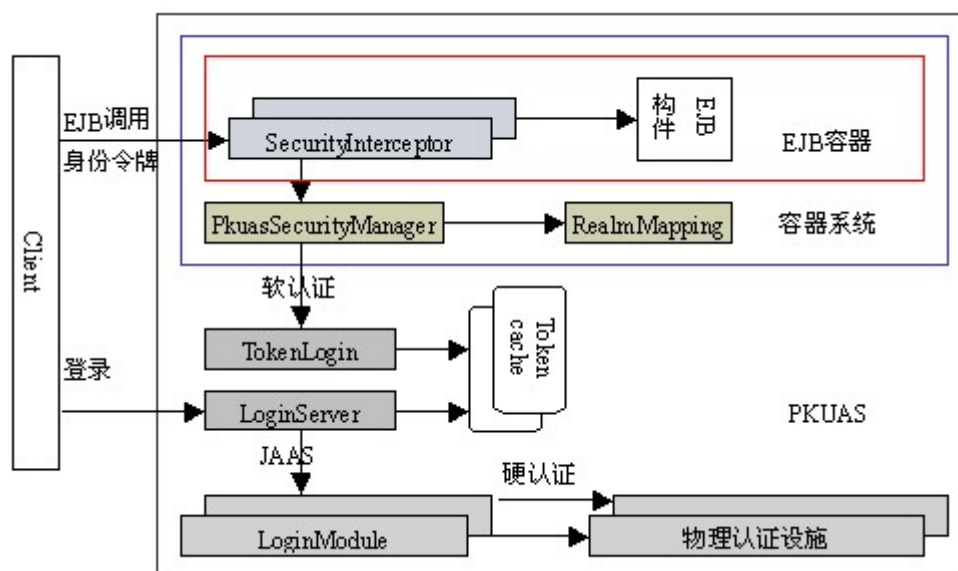 Client
EJB调用
身份令牌
SecurityInterceptor
EJB
构件
EJB容器
PkuasSecurityManager
RealmMapping
容器系统
软认证
TokenLogin
Token
cache
登录
LoginServer
PKUAS
JAAS
硬认证
LoginModule
物理认证设施